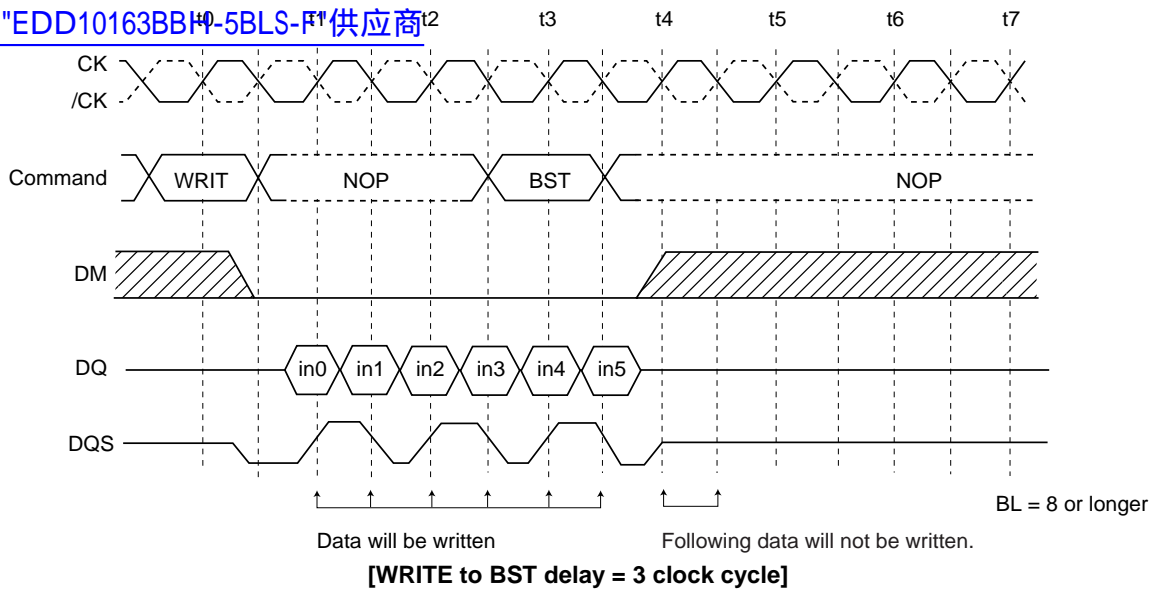 "EDD10163BBH-5BLS-F"供应商
t0 t1 t2 t3 t4 t5 t6 t7
CK
/CK
Command WRIT NOP BST NOP
DM
DQ in0 in1 in2 in3 in4 in5
DQS
BL = 8 or longer
Data will be written Following data will not be written.
[WRITE to BST delay = 3 clock cycle]